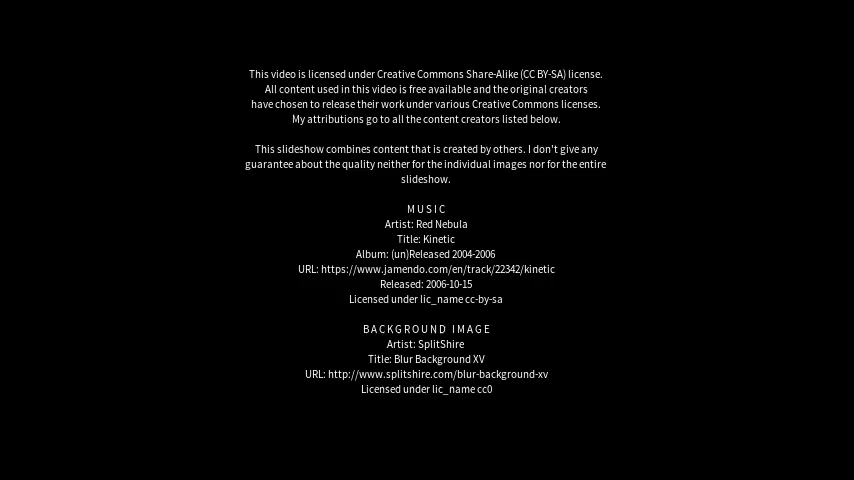 This video is licensed under Creative Commons Share-Alike (CC BY-SA) license.
All content used in this video is free available and the original creators
have chosen to release their work under various Creative Commons licenses.
My attributions go to all the content creators listed below.
This slideshow combines content that is created by others. I don't give any
guarantee about the quality neither for the individual images nor for the entire
slideshow.
MUSIC
Artist: Red Nebula
Title: Kinetic
Album: (un)Released 2004-2006
URL: https://www.jamendo.com/en/track/22342/kinetic
Released: 2006-10-15
Licensed under lic_name cc-by-sa
BACKGROUND IMAGE
Artist: SplitShire
Title: Blur Background XV
URL: http://www.splitshire.com/blur-background-xv
Licensed under lic_name cc0